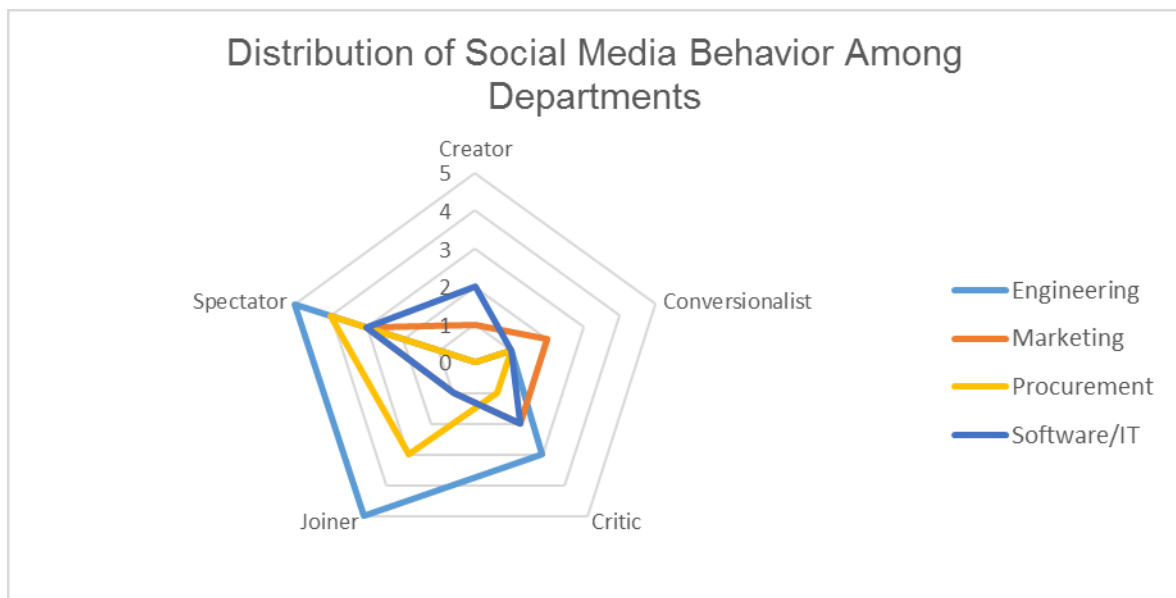 Distribution of Social Media Behavior Among
Departments
Creator
5
4
3
2
1
0
Spectator
Conversionalist
Joiner
Critic
Engineering
Marketing
Procurement
Software/IT